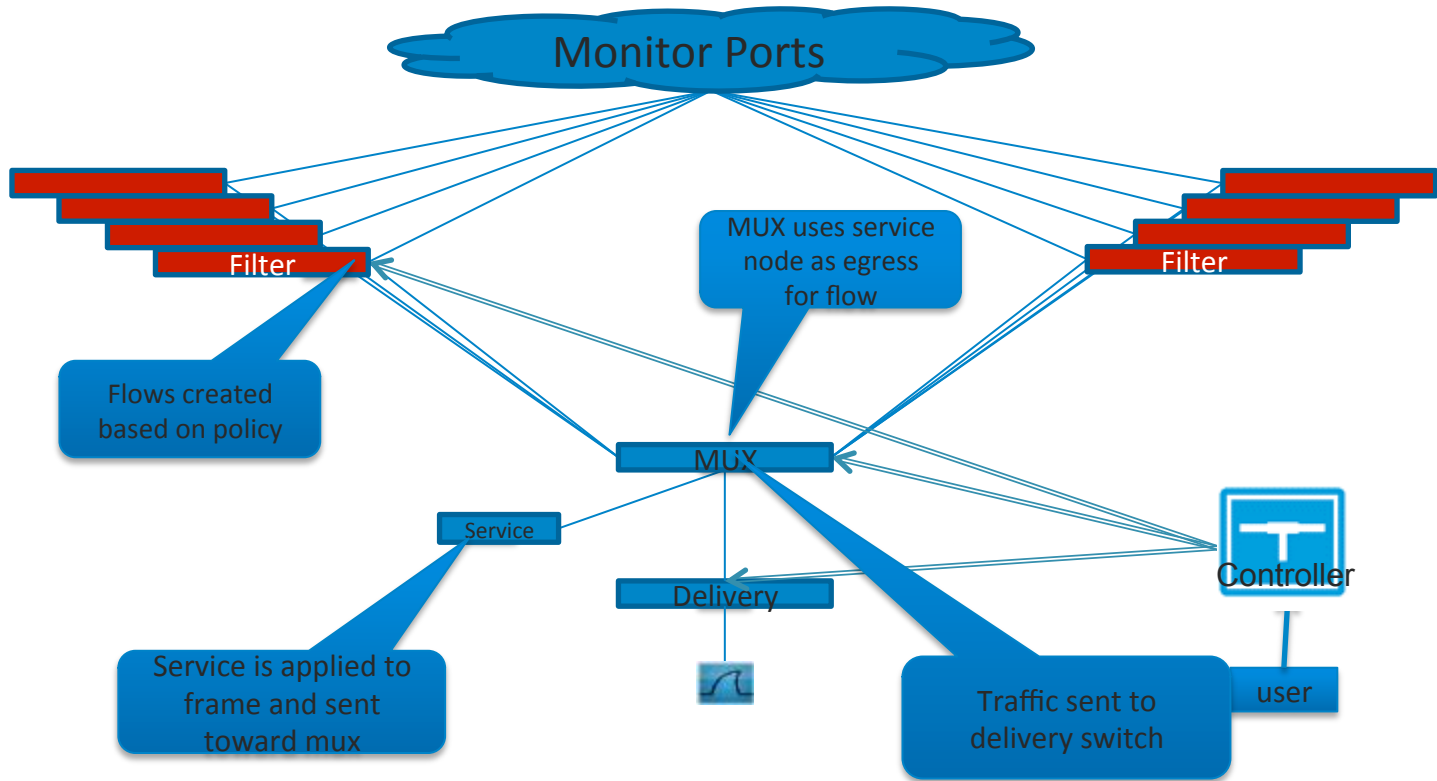 Monitor Ports
Filter
Filter
MUX uses service
node as egress
for flow
Flows created
based on policy
MUX
Service
Controller
Delivery
Service is applied to
frame and sent
toward mux
Traffic sent to
delivery switch
user